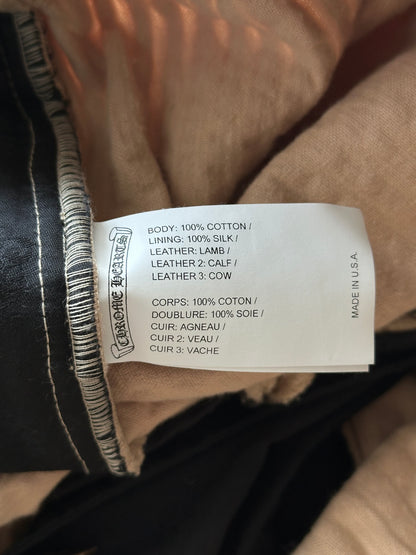 CHROME HEARTS
BODY: 100% COTTON /
LINING: 100% SILK /
LEATHER: LAMB /
LEATHER 2: CALF /
LEATHER 3: COW
CORPS: 100% COTON /
DOUBLURE: 100% SOIE /
CUIR: AGNEAU /
CUIR 2: VEAU /
CUIR 3: VACHE
MADE IN U.S.A.